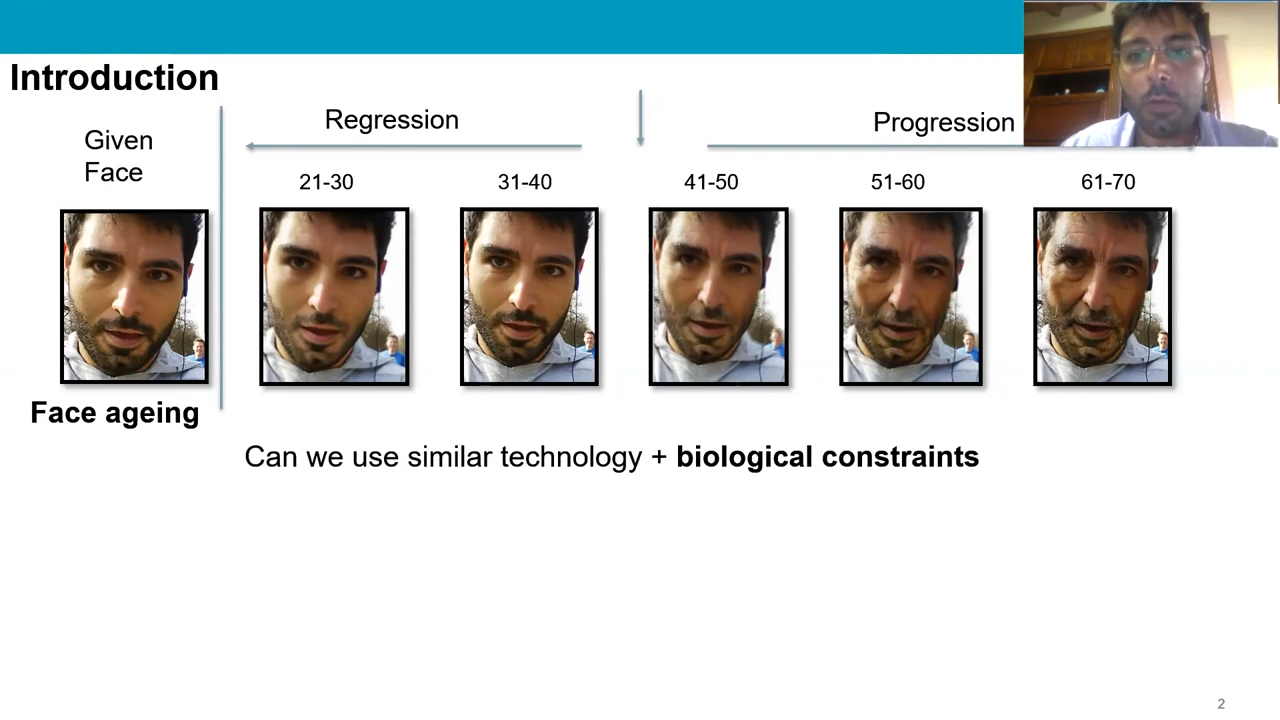 Introduction
Given
Face
Regression
Progression
21-30
31-40
41-50
51-60
61-70
Face ageing
Can we use similar technology + biological constraints
2